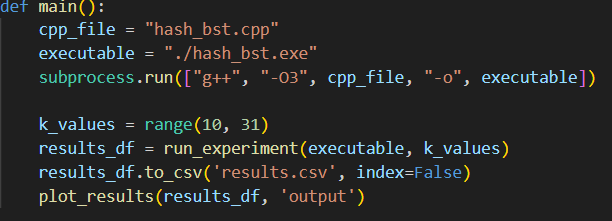 def main():
    cpp_file = "hash_bst.cpp"
    executable = "./hash_bst.exe"
    subprocess.run(["g++", "-O3", cpp_file, "-o", executable])

    k_values = range(10, 31)
    results_df = run_experiment(executable, k_values)
    results_df.to_csv('results.csv', index=False)
    plot_results(results_df, 'output')